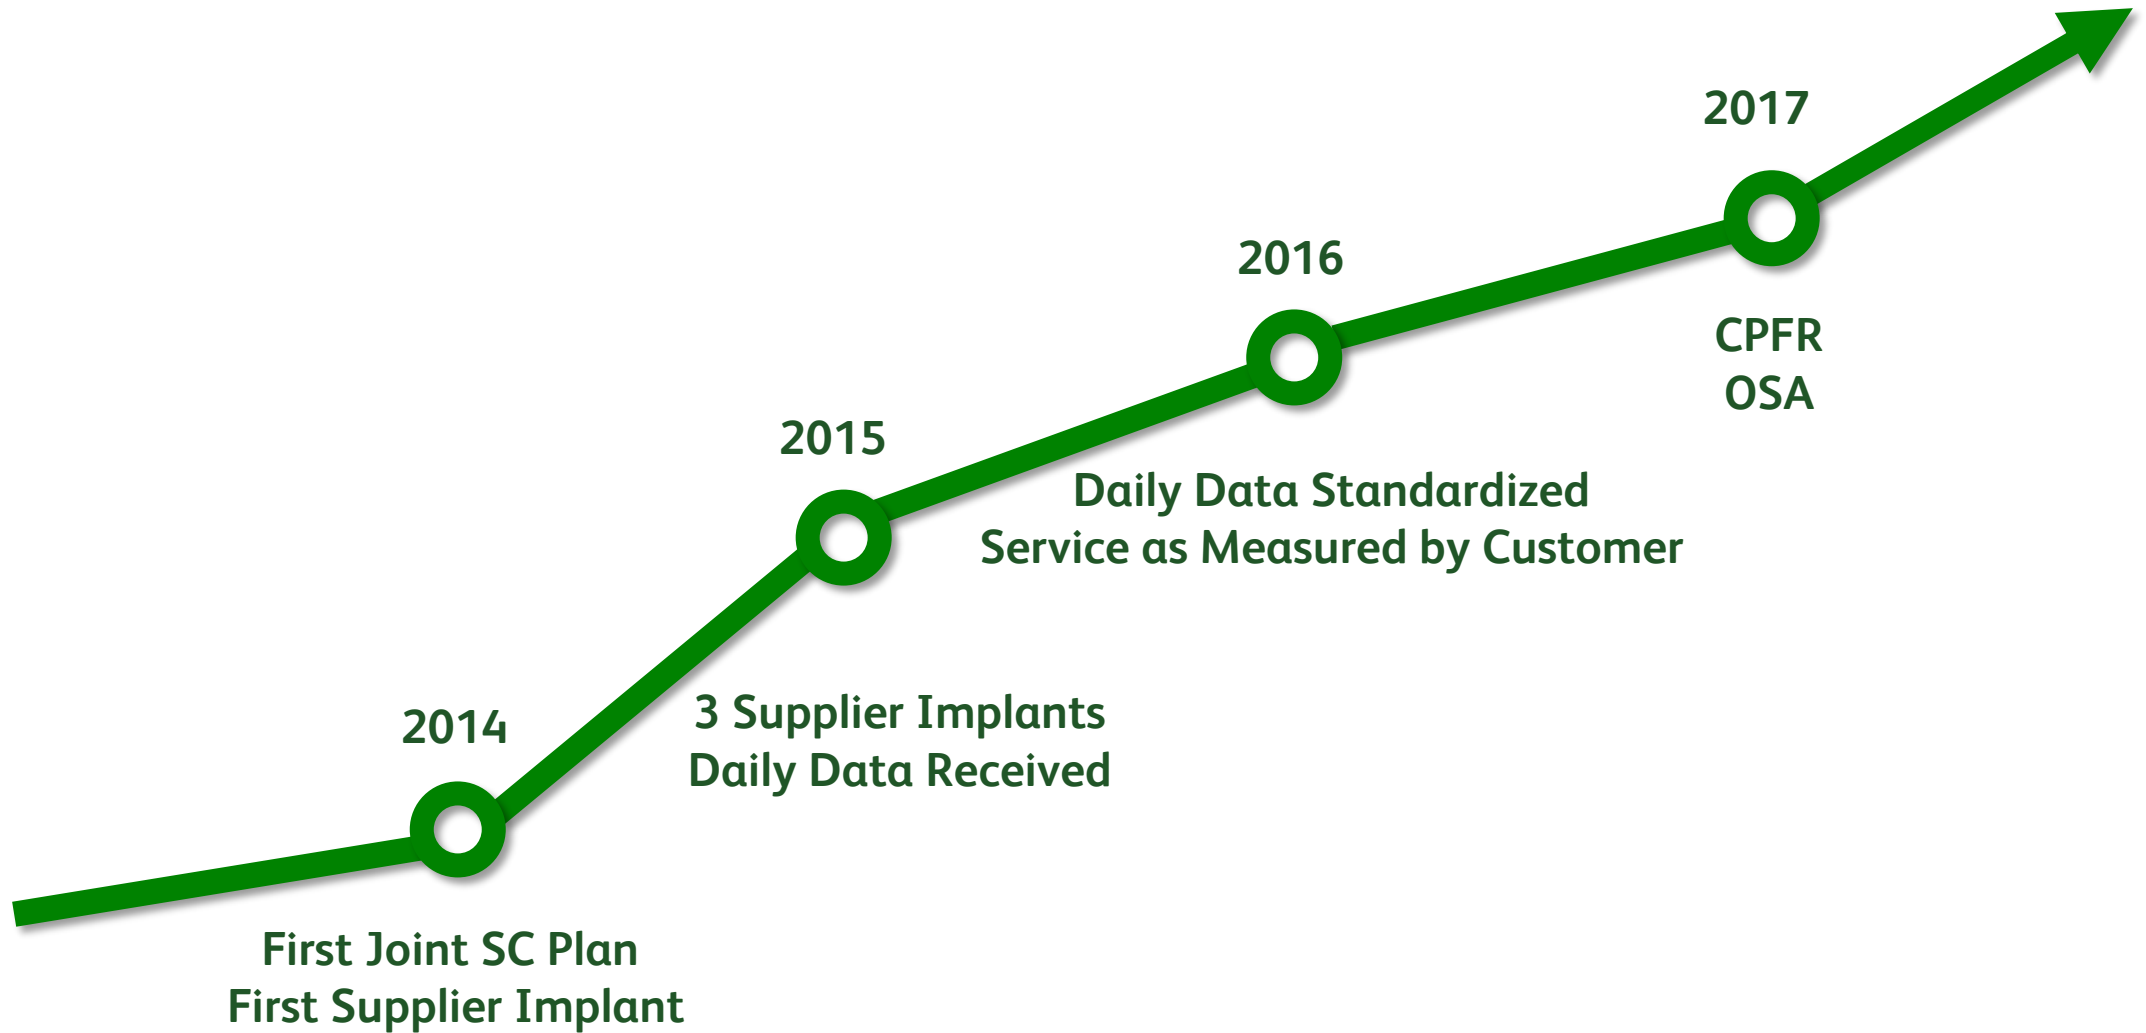 2014
First Joint SC Plan
First Supplier Implant
2015
3 Supplier Implants
Daily Data Received
2016
Daily Data Standardized
Service as Measured by Customer
2017
CPFR
OSA